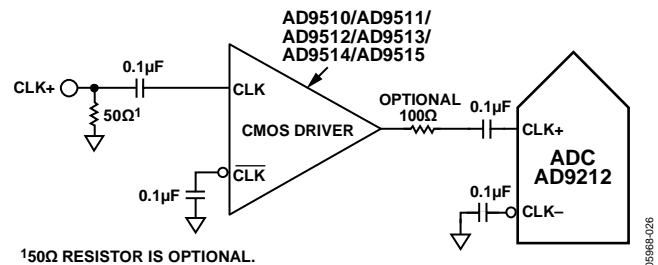 AD9510/AD9511/
AD9512/AD9513/
AD9514/AD9515
0.1µF
CLK+
50Ω¹
CLK
CMOS DRIVER
CLK
0.1µF
OPTIONAL
100Ω
0.1µF
CLK+
ADC
AD9212
0.1µF
CLK–
¹50Ω RESISTOR IS OPTIONAL.
05968-026